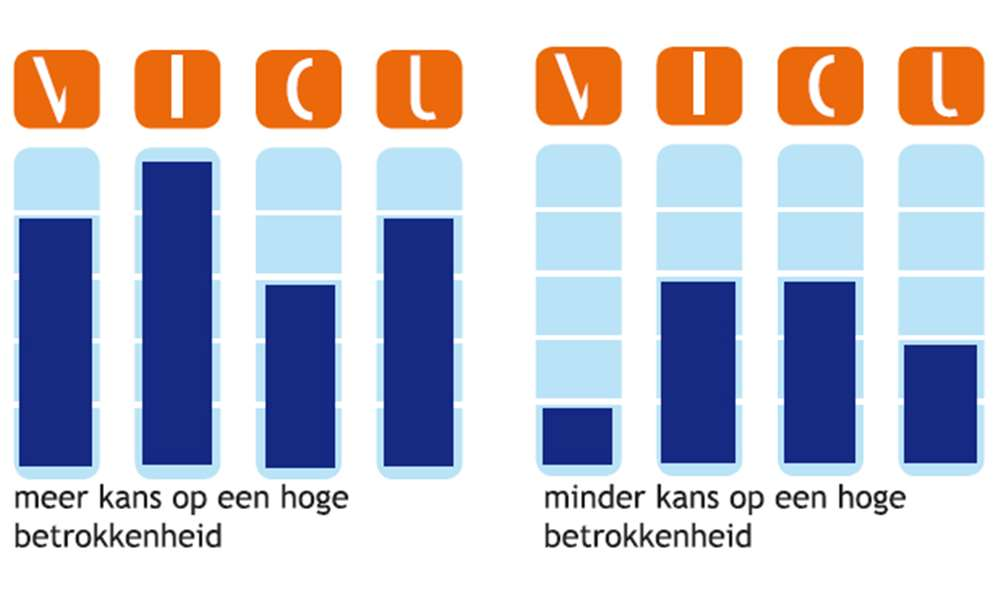 V I C L V I C L
meer kans op een hoge
betrokkenheid
minder kans op een hoge
betrokkenheid